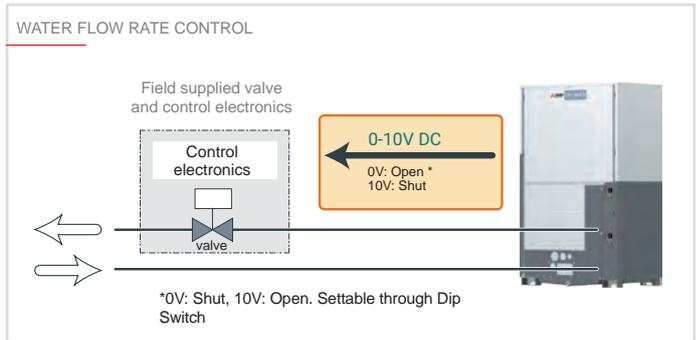 WATER FLOW RATE CONTROL
Field supplied valve
and control electronics
Control
electronics
valve
0-10V DC
0V: Open *
10V: Shut
*0V: Shut, 10V: Open. Settable through Dip
Switch